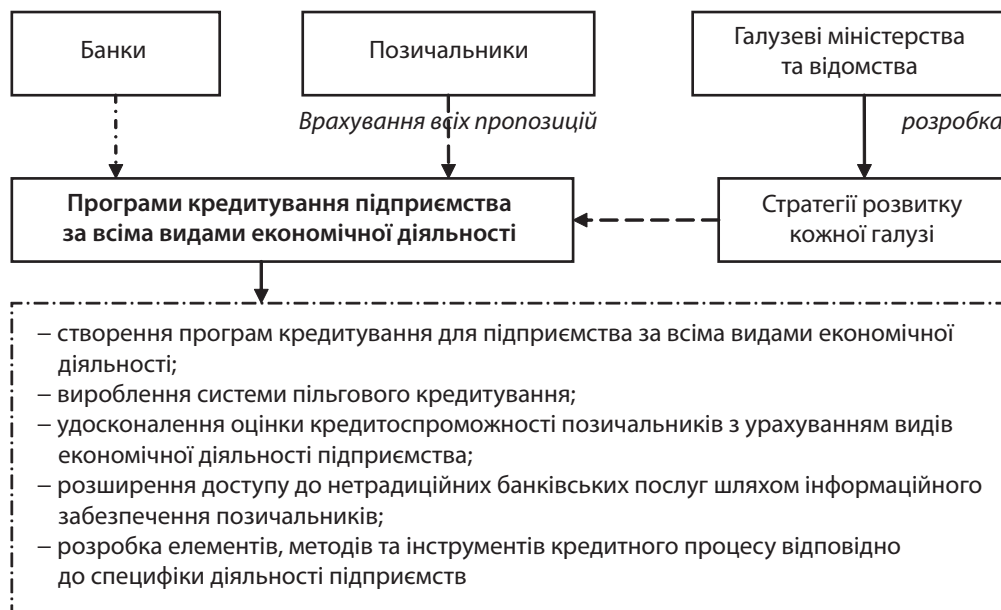 Банки
Позичальники
Галузеві міністерства
та відомства
Врахування всіх пропозицій
розробка
Програми кредитування підприємства
за всіма видами економічної діяльності
Стратегії розвитку
кожної галузі
– створення програм кредитування для підприємства за всіма видами економічної
діяльності;
– вироблення системи пільгового кредитування;
– удосконалення оцінки кредитоспроможності позичальників з урахуванням видів
економічної діяльності підприємства;
– розширення доступу до нетрадиційних банківських послуг шляхом інформаційного
забезпечення позичальників;
– розробка елементів, методів та інструментів кредитного процесу відповідно
до специфіки діяльності підприємств